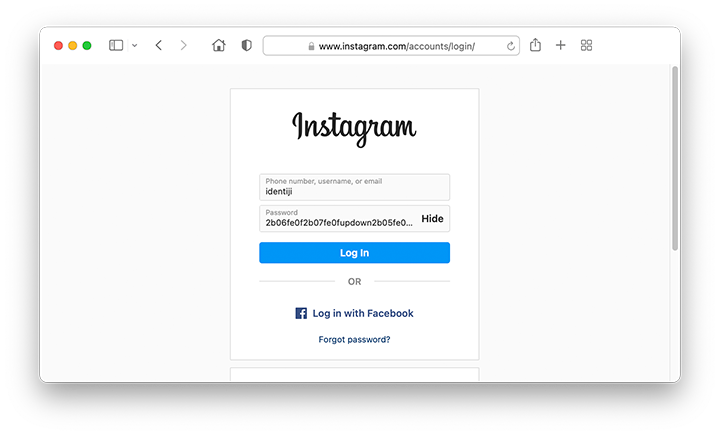 www.instagram.com/accounts/login/
Instagram
Phone number, username, or email
identiji
Password
2b06fe0f2b07fe0fupdown2b05fe0...
Hide
Log In
OR
Log in with Facebook
Forgot password?